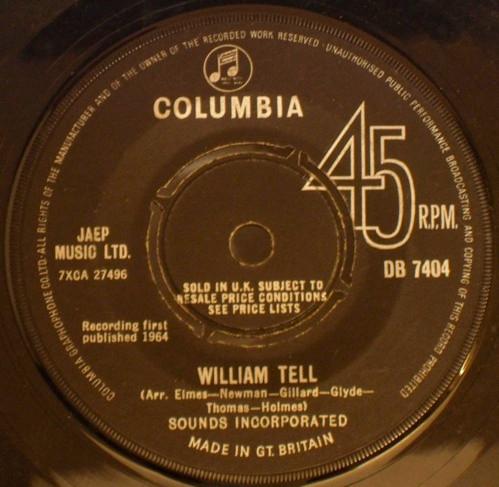 COLUMBIA GRAPHOPHONE CO.LTD·ALL RIGHTS OF THE MANUFACTURER AND OF THE OWNER OF THE RECORDED WORK RESERVED·UNAUTHORISED PUBLIC PERFORMANCE BROADCASTING AND COPYING OF THIS RECORD PROHIBITED
COLUMBIA
45
R.P.M.
JAEP
MUSIC LTD.
7XCA 27496
DB 7404
SOLD IN U.K. SUBJECT TO
RESALE PRICE CONDITIONS
SEE PRICE LISTS
Recording first
published 1964
WILLIAM TELL
(Arr. Elmes—Newman—Gillard—Glyde—
Thomas—Holmes)
SOUNDS INCORPORATED
MADE IN GT. BRITAIN